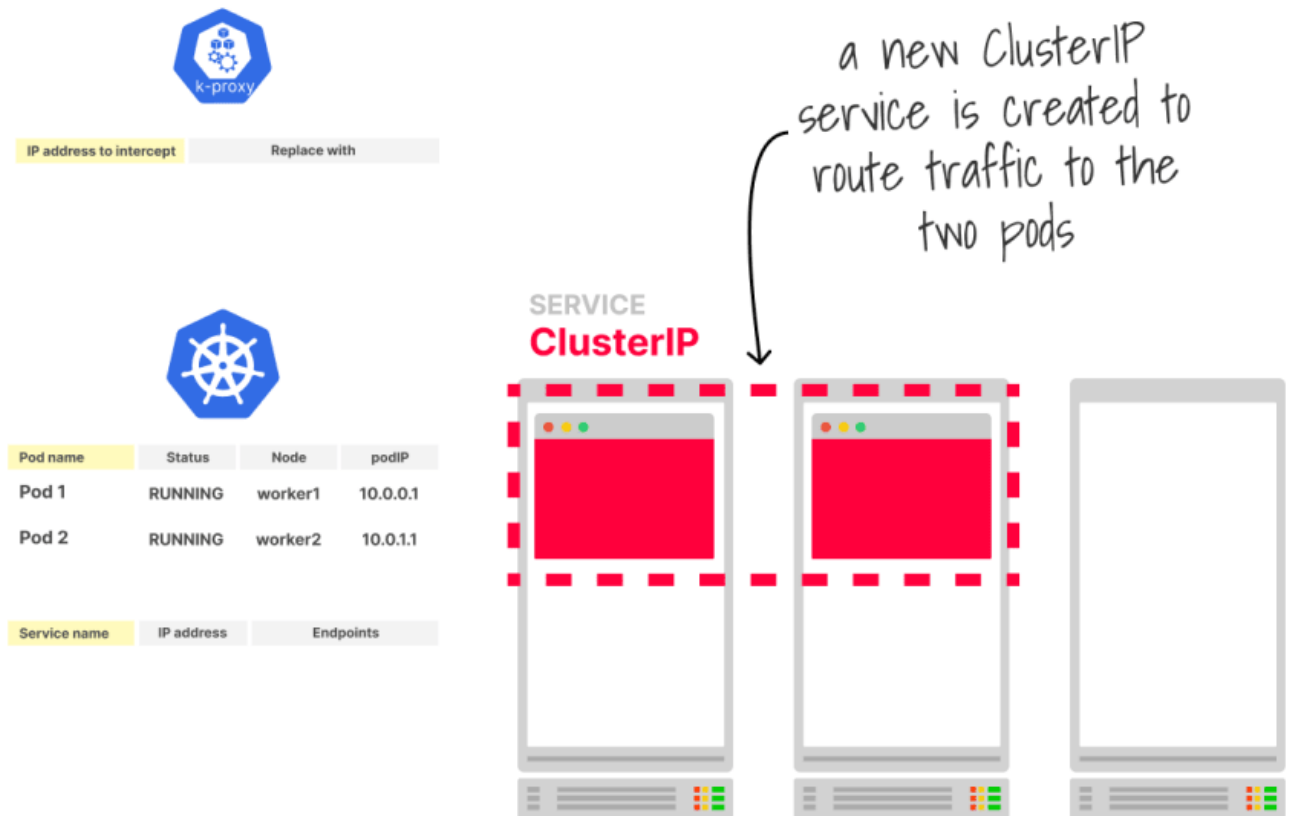 k-proxy
IP address to intercept Replace with
a new ClusterIP
service is created to
route traffic to the
two pods
SERVICE
ClusterIP
Pod name Status Node podIP
Pod 1 RUNNING worker1 10.0.0.1
Pod 2 RUNNING worker2 10.0.1.1
Service name IP address Endpoints